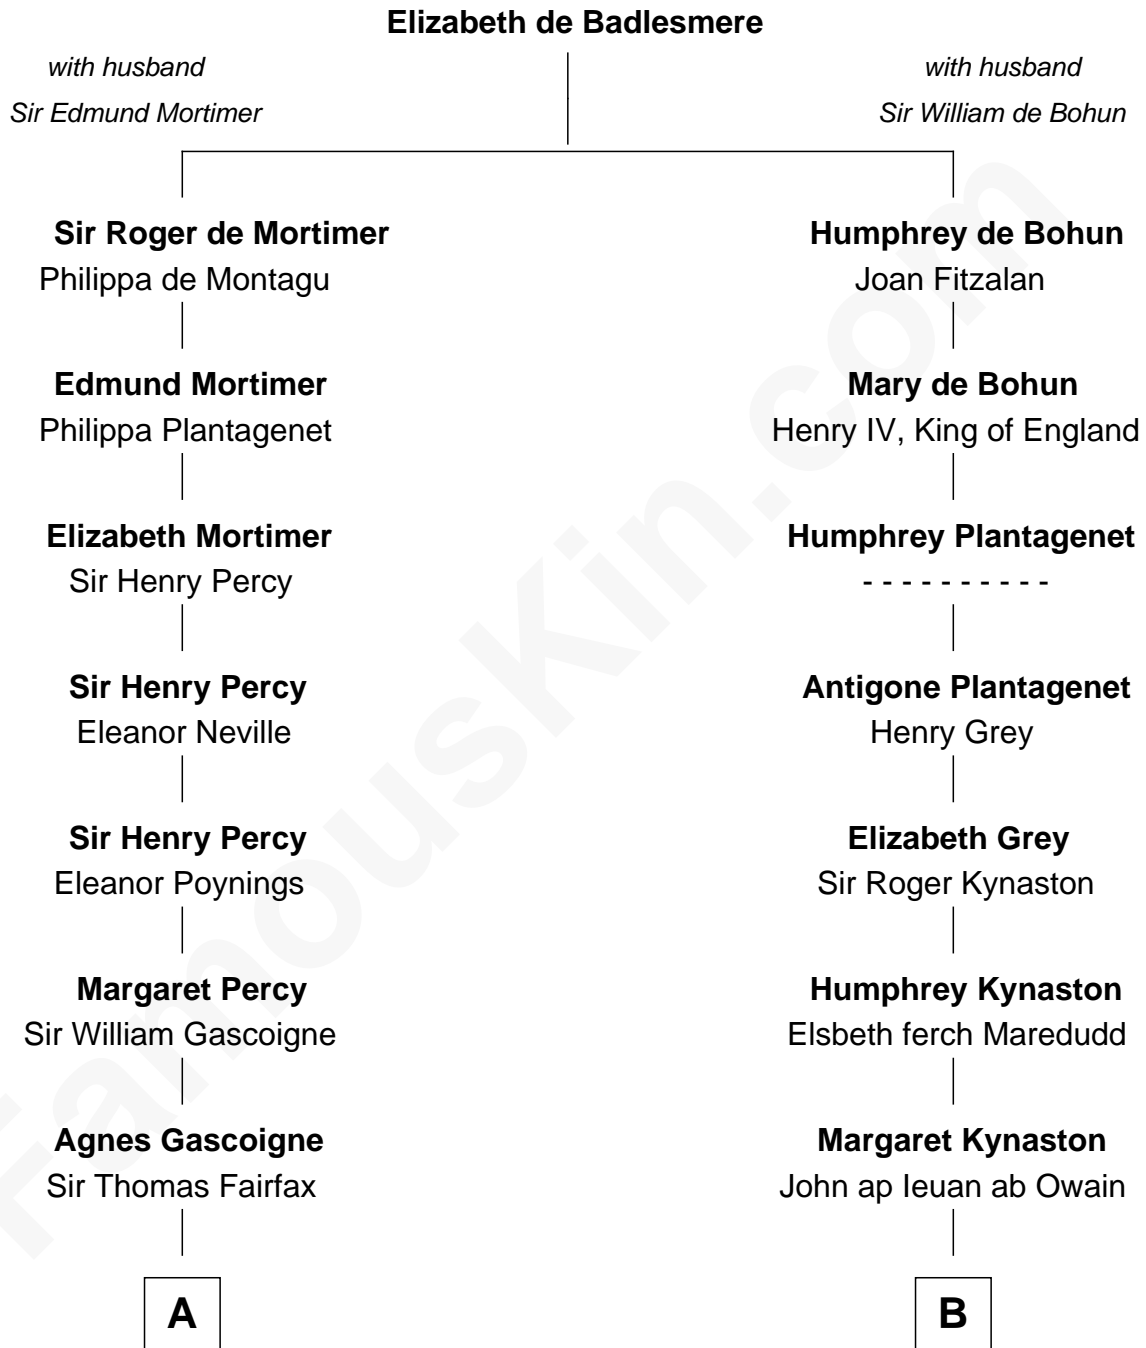 Elizabeth de Badlesmere
with husband
Sir Edmund Mortimer
with husband
Sir William de Bohun
Sir Roger de Mortimer
Philippa de Montagu
Humphrey de Bohun
Joan Fitzalan
Edmund Mortimer
Philippa Plantagenet
Mary de Bohun
Henry IV, King of England
Elizabeth Mortimer
Sir Henry Percy
Humphrey Plantagenet
- - - - - - - - - -
Sir Henry Percy
Eleanor Neville
Antigone Plantagenet
Henry Grey
Sir Henry Percy
Eleanor Poynings
Elizabeth Grey
Sir Roger Kynaston
Margaret Percy
Sir William Gascoigne
Humphrey Kynaston
Elsbeth ferch Maredudd
Agnes Gascoigne
Sir Thomas Fairfax
Margaret Kynaston
John ap Ieuan ab Owain
A
B
FamousKin.com